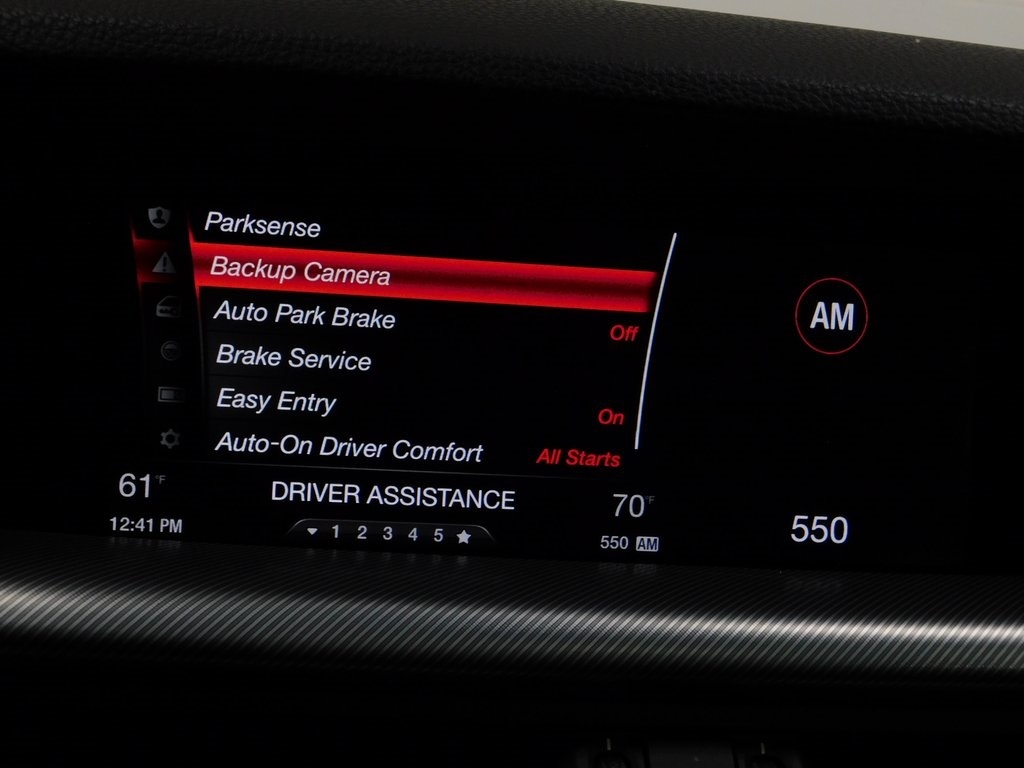 Parksense
Backup Camera
Auto Park Brake Off
Brake Service
Easy Entry On
Auto-On Driver Comfort All Starts
DRIVER ASSISTANCE
61°F
70°F
12:41 PM
1 2 3 4 5
550 AM
AM
550